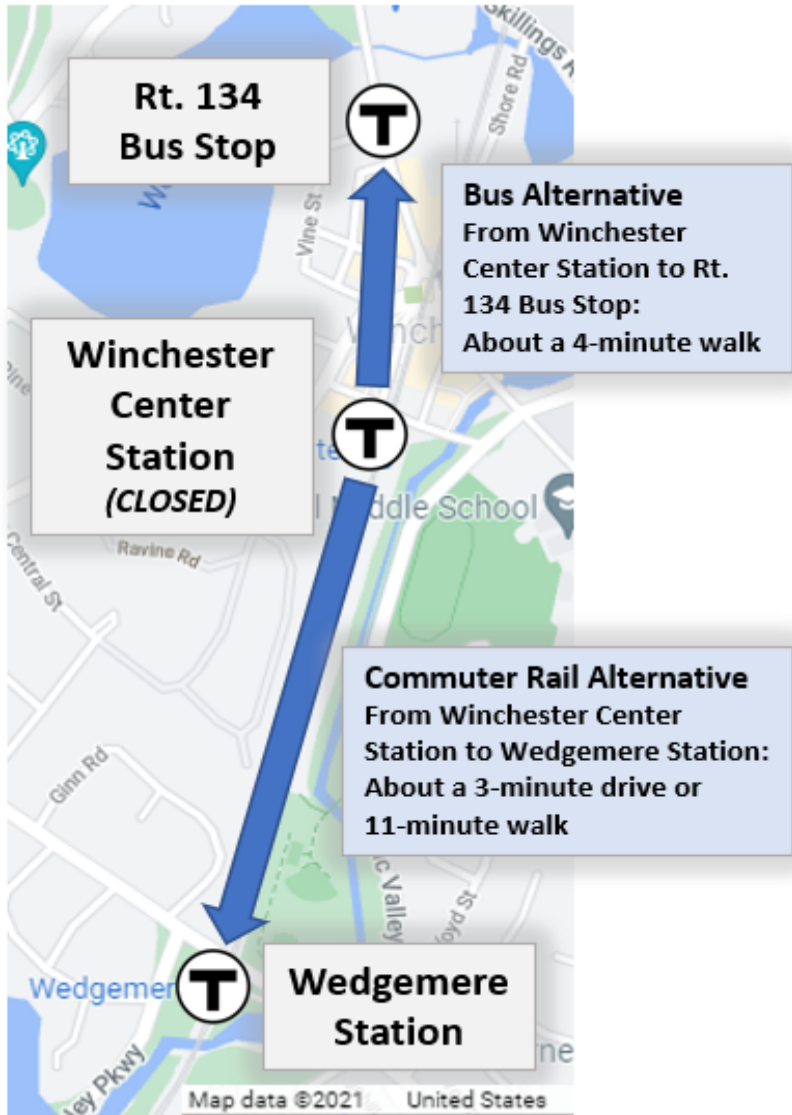 Skillings
Rt. 134
Bus Stop
T
Shore Rd
Vine St
Bus Alternative
From Winchester
Center Station to Rt.
134 Bus Stop:
About a 4-minute walk
Winchester
Center
Station
(CLOSED)
T
Middle School
Ravine Rd
Central St
Commuter Rail Alternative
From Winchester Center
Station to Wedgemere Station:
About a 3-minute drive or
11-minute walk
Ginn Rd
Valley
T
Wedgemere
Station
Pkwy
Map data ©2021 United States